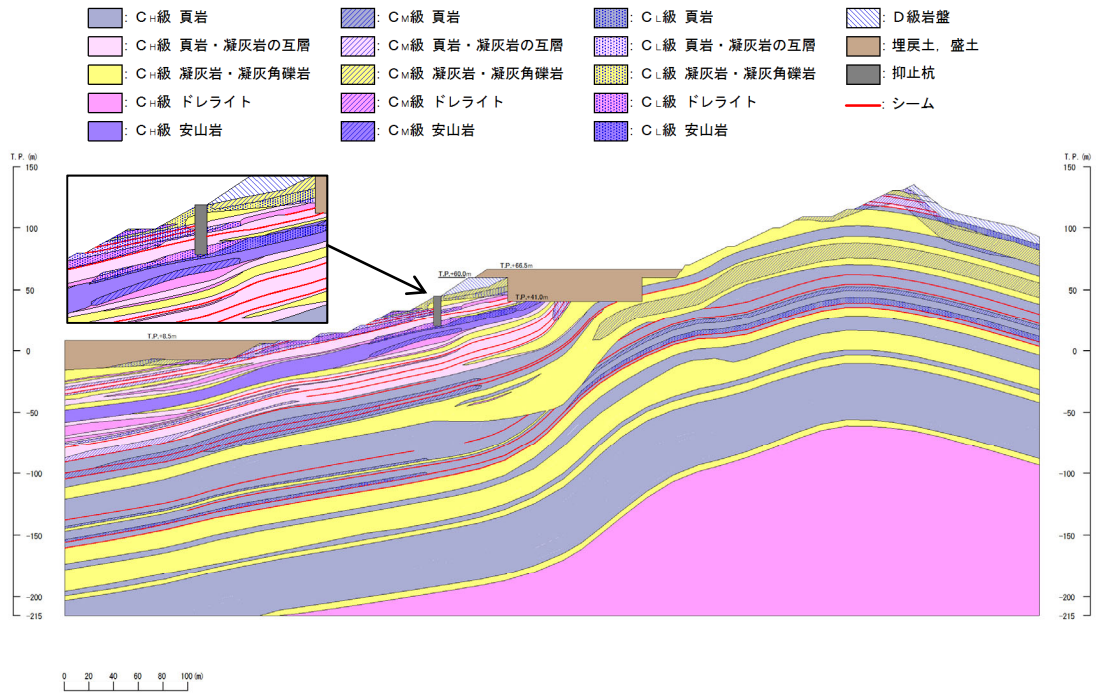 : CH級 頁岩
: CM級 頁岩
: CL級 頁岩
: D級岩盤
: CH級 頁岩・凝灰岩の互層
: CM級 頁岩・凝灰岩の互層
: CL級 頁岩・凝灰岩の互層
: 埋戻土，盛土
: CH級 凝灰岩・凝灰角礫岩
: CM級 凝灰岩・凝灰角礫岩
: CL級 凝灰岩・凝灰角礫岩
: 抑止杭
: CH級 ドレライト
: CM級 ドレライト
: CL級 ドレライト
: シーム
: CH級 安山岩
: CM級 安山岩
: CL級 安山岩
T.P. (m)
T.P. (m)
150
150
100
100
T.P.+66.5m
T.P.+60.0m
50
50
T.P.+41.0m
T.P.+8.5m
0
0
-50
-50
-100
-100
-150
-150
-200
-200
-215
-215
0 20 40 60 80 100 (m)